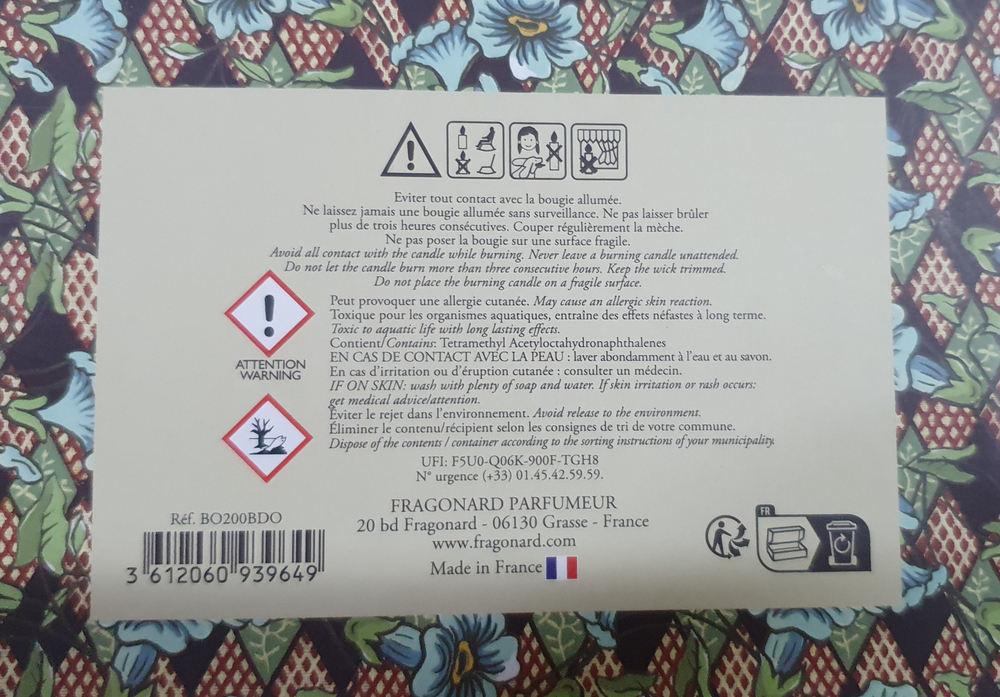 Eviter tout contact avec la bougie allumée.
Ne laissez jamais une bougie allumée sans surveillance. Ne pas laisser brûler
plus de trois heures consécutives. Couper régulièrement la mèche.
Ne pas poser la bougie sur une surface fragile.
Avoid all contact with the candle while burning. Never leave a burning candle unattended.
Do not let the candle burn more than three consecutive hours. Keep the wick trimmed.
Do not place the burning candle on a fragile surface.
Peut provoquer une allergie cutanée. May cause an allergic skin reaction.
Toxique pour les organismes aquatiques, entraîne des effets néfastes à long terme.
Toxic to aquatic life with long lasting effects.
Contient/Contains: Tetramethyl Acetyloctahydronaphthalenes
EN CAS DE CONTACT AVEC LA PEAU : laver abondamment à l'eau et au savon.
En cas d'irritation ou d'éruption cutanée : consulter un médecin.
IF ON SKIN: wash with plenty of soap and water. If skin irritation or rash occurs:
get medical advice/attention.
Éviter le rejet dans l'environnement. Avoid release to the environment.
Éliminer le contenu/récipient selon les consignes de tri de votre commune.
Dispose of the contents / container according to the sorting instructions of your municipality.
ATTENTION
WARNING
UFI: F5U0-Q06K-900F-TGH8
N° urgence (+33) 01.45.42.59.59.
FRAGONARD PARFUMEUR
20 bd Fragonard - 06130 Grasse - France
www.fragonard.com
Made in France
Réf. BO200BDO
3 612060 939649
FR